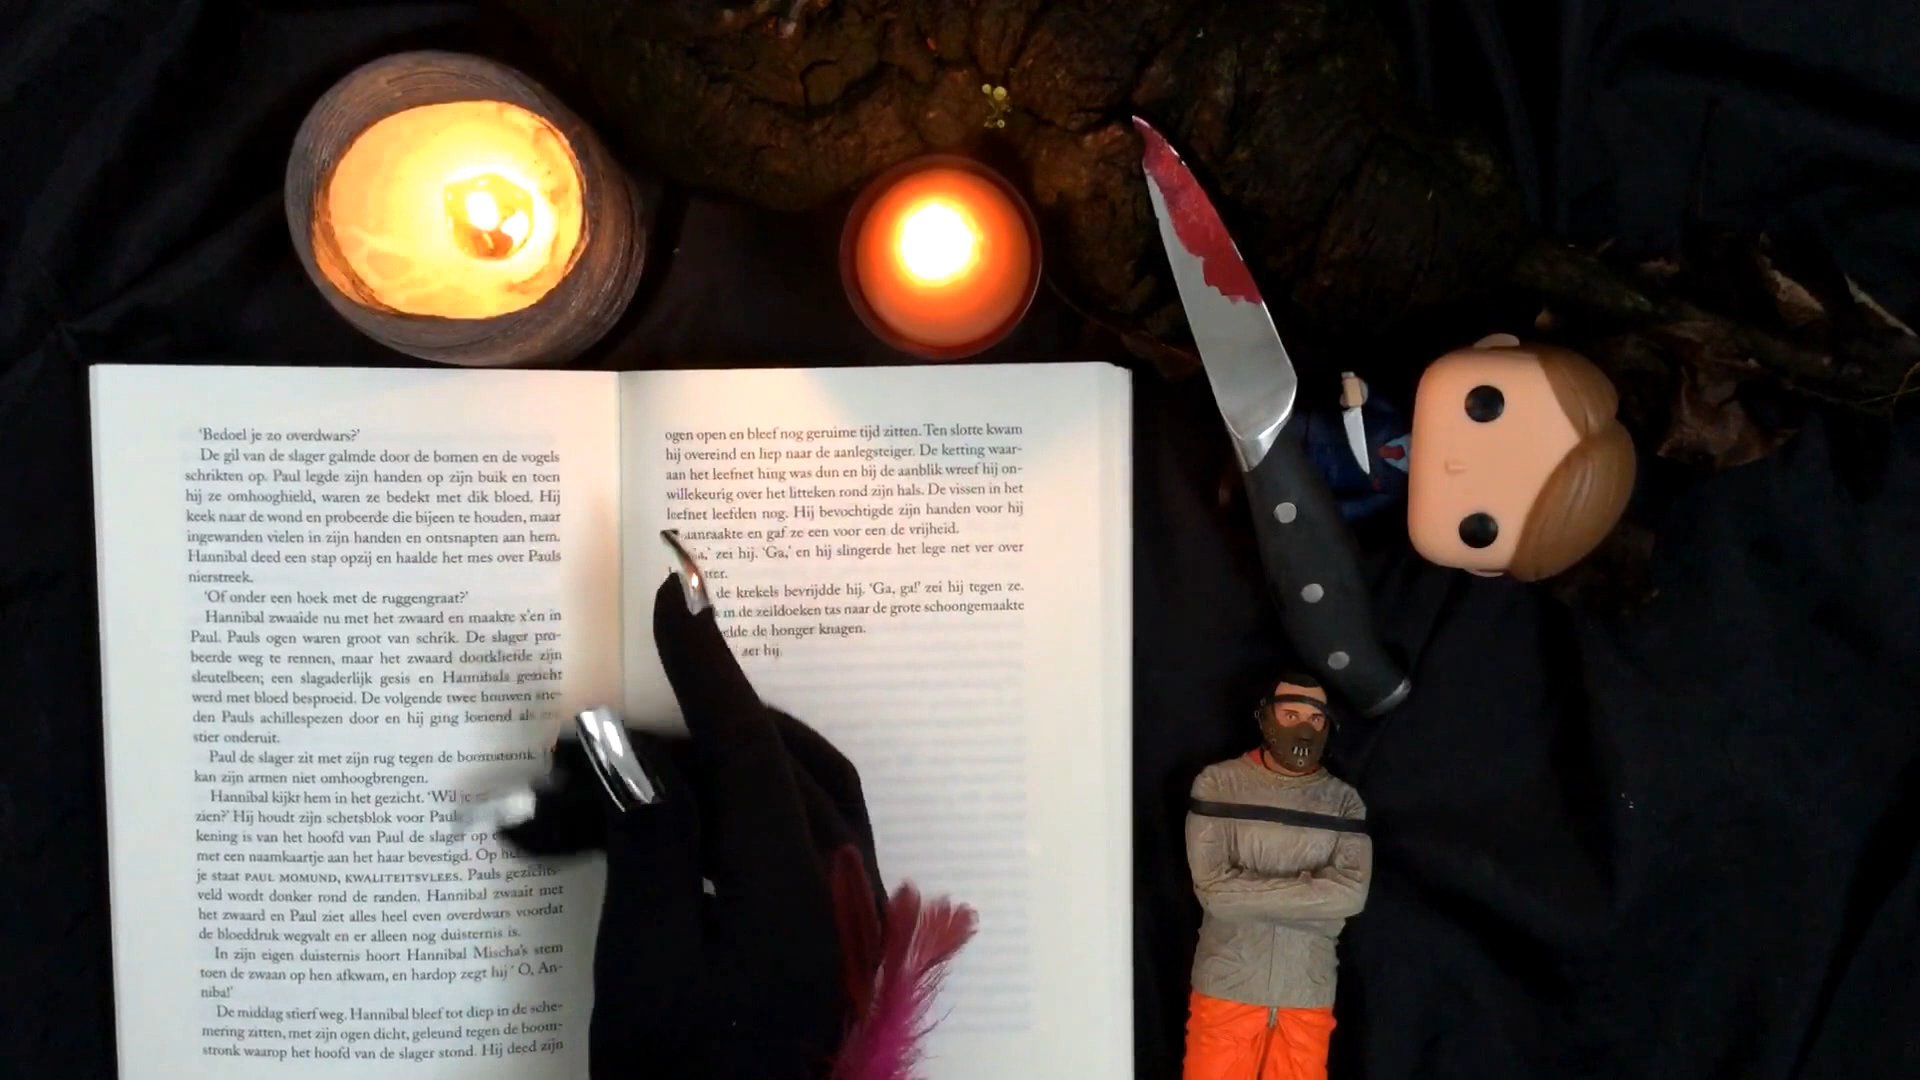 'Bedoel je zo overdwars?'
De gil van de slager galmde door de bomen en de vogels
schrikten op. Paul legde zijn handen op zijn buik en toen
hij ze omhooghield, waren ze bedekt met dik bloed. Hij
keek naar de wond en probeerde die bijeen te houden, maar
ingewanden vielen in zijn handen en ontsnapten aan hem.
Hannibal deed een stap opzij en haalde het mes over Pauls
nierstreek.
'Of onder een hoek met de ruggengraat?'
Hannibal zwaaide nu met het zwaard en maakte x'en in
Paul. Pauls ogen waren groot van schrik. De slager pro-
beerde weg te rennen, maar het zwaard doorkliefde zijn
sleutelbeen; een slagaderlijk gesis en Hannibals gezicht
werd met bloed besproeid. De volgende twee houwen sne-
den Pauls achillespezen door en hij ging loeiend als een
stier onderuit.
Paul de slager zit met zijn rug tegen de boomstronk.
kan zijn armen niet omhoogbrengen.
Hannibal kijkt hem in het gezicht. 'Wil je
zien?' Hij houdt zijn schetsblok voor Paul
kening is van het hoofd van Paul de slager op
met een naamkaartje aan het haar bevestigd. Op
je staat PAUL MOMUND, KWALITEITSVLEES. Pauls gezichts-
veld wordt donker rond de randen. Hannibal zwaait met
het zwaard en Paul ziet alles heel even overdwars voordat
de bloeddruk wegvalt en er alleen nog duisternis is.
In zijn eigen duisternis hoort Hannibal Mischa's stem
toen de zwaan op hen afkwam, en hardop zegt hij ' O, An-
niba!'
De middag stierf weg. Hannibal bleef tot diep in de sche-
mering zitten, met zijn ogen dicht, geleund tegen de boom-
stronk waarop het hoofd van de slager stond. Hij deed zijn
ogen open en bleef nog geruime tijd zitten. Ten slotte kwam
hij overeind en liep naar de aanlegsteiger. De ketting waar-
aan het leefnet hing was dun en bij de aanblik wreef hij on-
willekeurig over het litteken rond zijn hals. De vissen in het
leefnet leefden nog. Hij bevochtigde zijn handen voor hij
aanraakte en gaf ze een voor een de vrijheid.
zei hij. 'Ga,' en hij slingerde het lege net ver over
de krekels bevrijdde hij. 'Ga, ga!' zei hij tegen ze.
in de zeildoeken tas naar de grote schoongemaakte
de honger knagen.
zei hij.